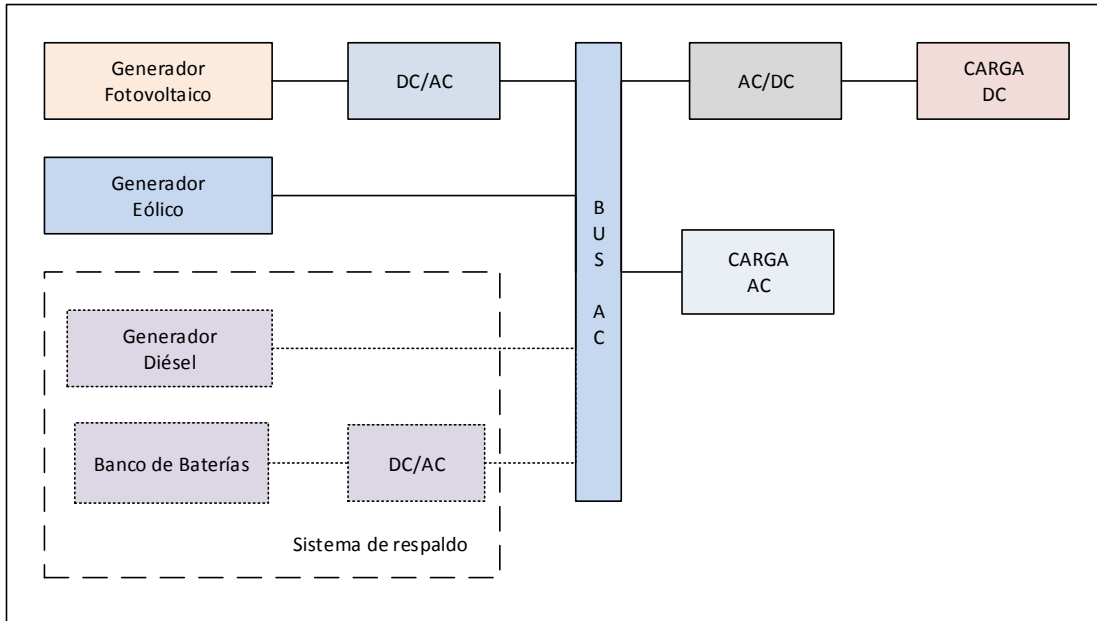 Generador
Fotovoltaico
DC/AC
AC/DC
CARGA
DC
Generador
Eólico
B
U
S
A
C
CARGA
AC
Generador
Diésel
Banco de Baterías
DC/AC
Sistema de respaldo